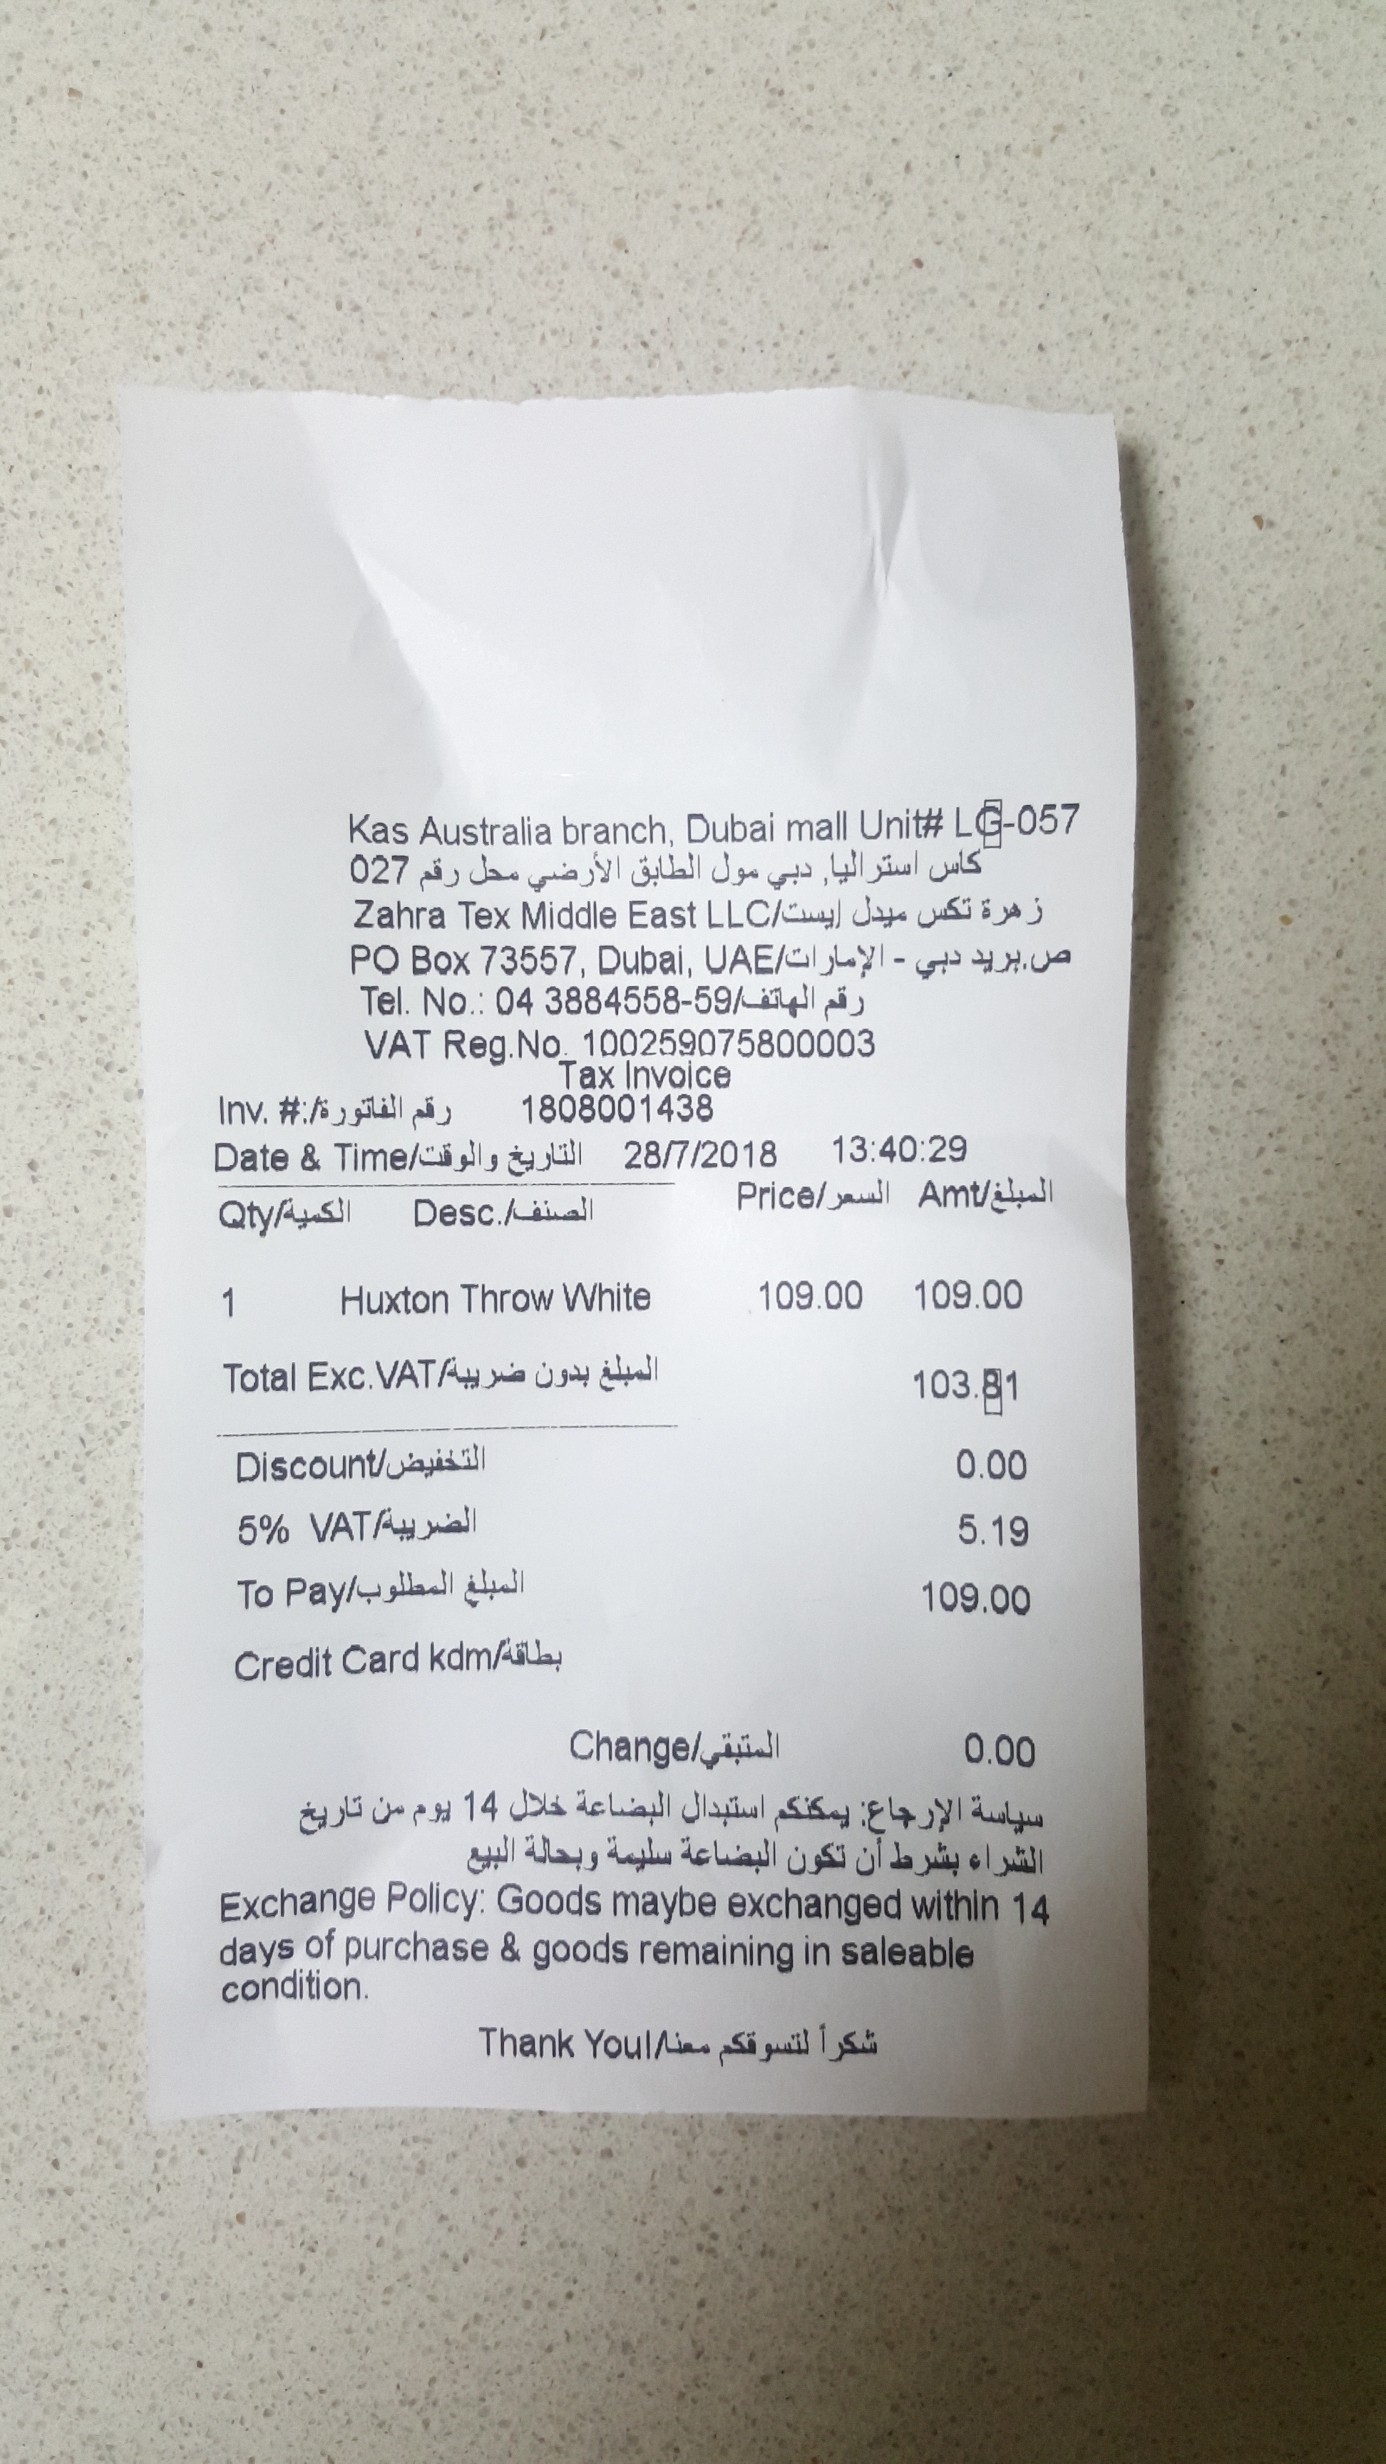 Kas Australia branch, Dubai mall Unit# LG-057
كاس استراليا, دبي مول الطابق الأرضي محل رقم 027
Zahra Tex Middle East LLC/زهرة تكس ميدل إيست
PO Box 73557, Dubai, UAE/ص.بريد دبي - الإمارات
Tel. No.: 04 3884558-59/رقم الهاتف
VAT Reg.No. 100259075800003
Tax Invoice
Inv. #:/رقم الفاتورة 1808001438
Date & Time/التاريخ والوقت 28/7/2018 13:40:29
Qty/الكمية Desc./الصنف Price/السعر Amt/المبلغ
1 Huxton Throw White 109.00 109.00
Total Exc.VAT/المبلغ بدون ضريبة 103.81
Discount/التخفيض 0.00
5% VAT/الضريبة 5.19
To Pay/المبلغ المطلوب 109.00
Credit Card kdm/بطاقة
Change/المتبقي 0.00
سياسة الإرجاع: يمكنكم استبدال البضاعة خلال 14 يوم من تاريخ
الشراء بشرط أن تكون البضاعة سليمة وبحالة البيع
Exchange Policy: Goods maybe exchanged within 14
days of purchase & goods remaining in saleable
condition.
Thank You!/شكراً لتسوقكم معنا